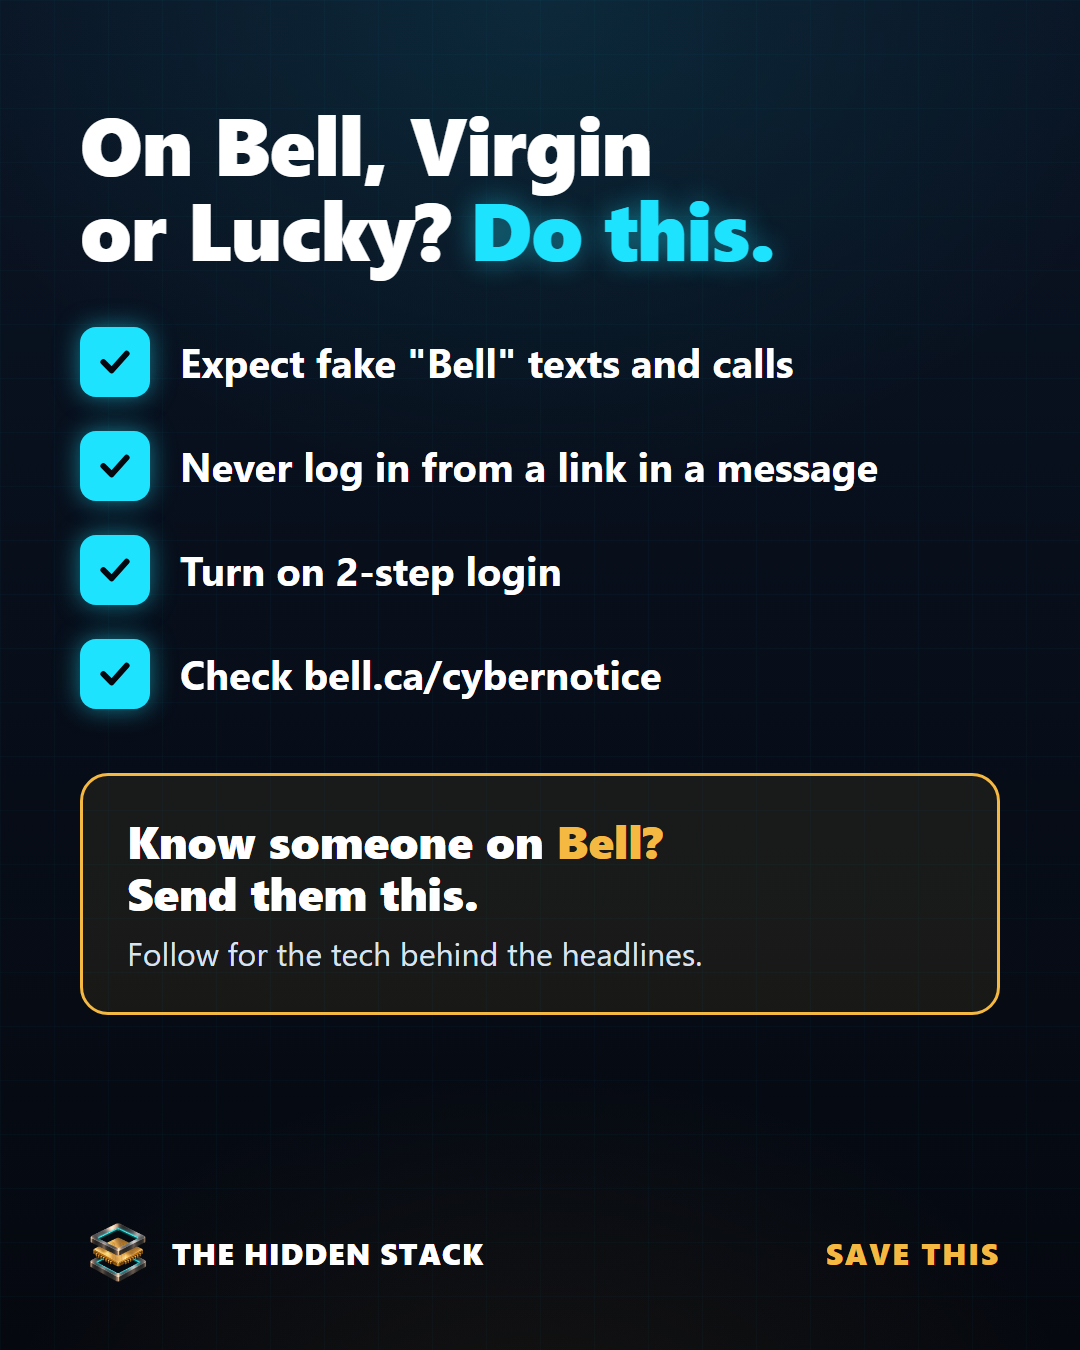 On Bell, Virgin
or Lucky? Do this.
Expect fake "Bell" texts and calls
Never log in from a link in a message
Turn on 2-step login
Check bell.ca/cybernotice
Know someone on Bell?
Send them this.
Follow for the tech behind the headlines.
THE HIDDEN STACK
SAVE THIS